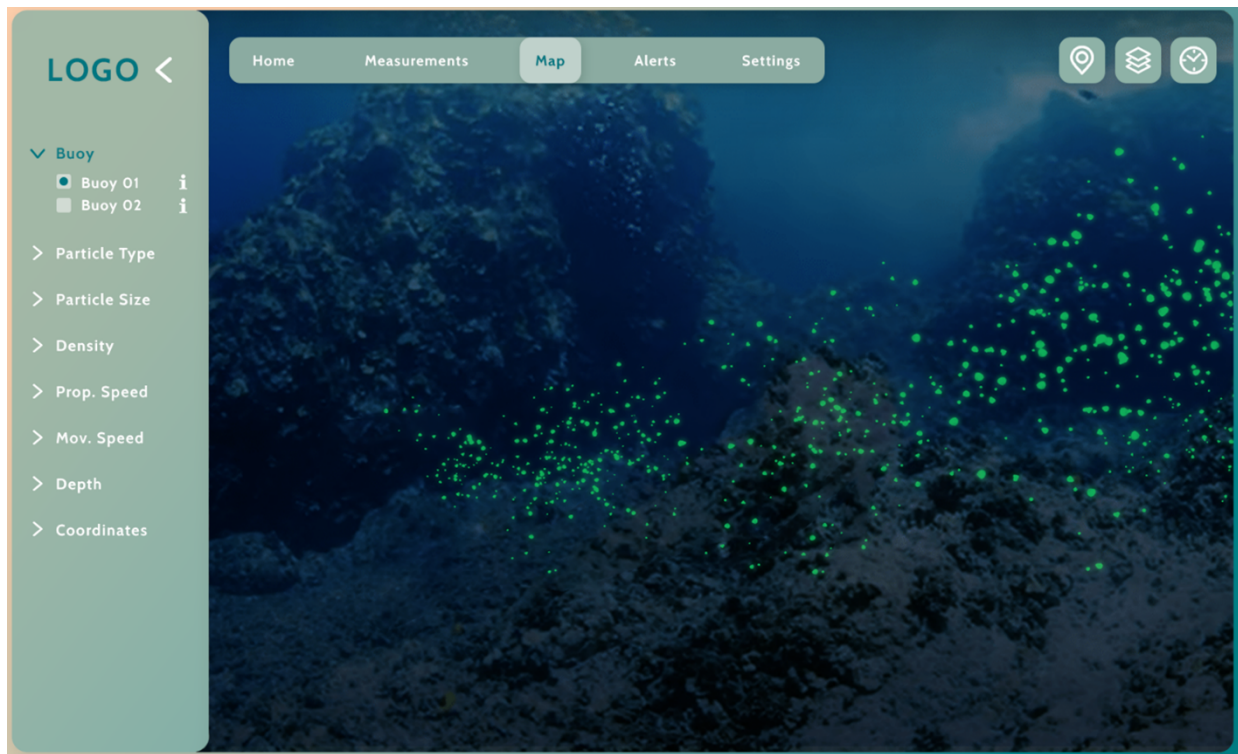 LOGO
Home
Measurements
Map
Alerts
Settings
Buoy
Buoy 01
Buoy 02
Particle Type
Particle Size
Density
Prop. Speed
Mov. Speed
Depth
Coordinates